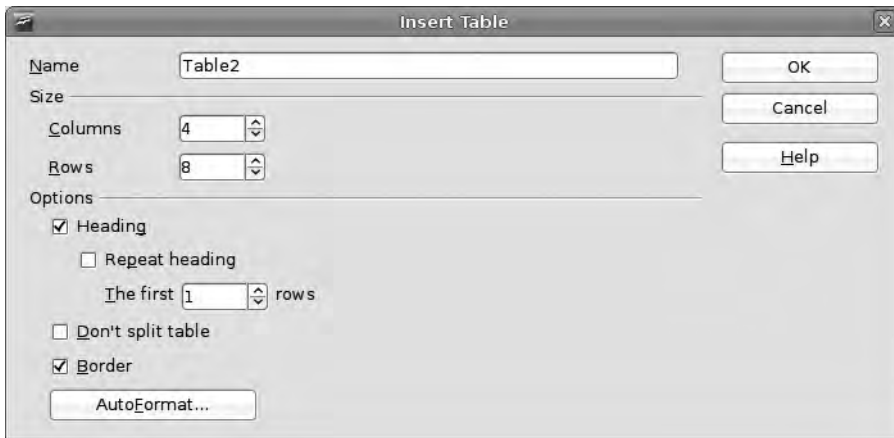 Insert Table
Name Table2 OK
Size
Cancel
Columns 4
Rows 8 Help
Options
Heading
Repeat heading
The first 1 rows
Don't split table
Border
AutoFormat...